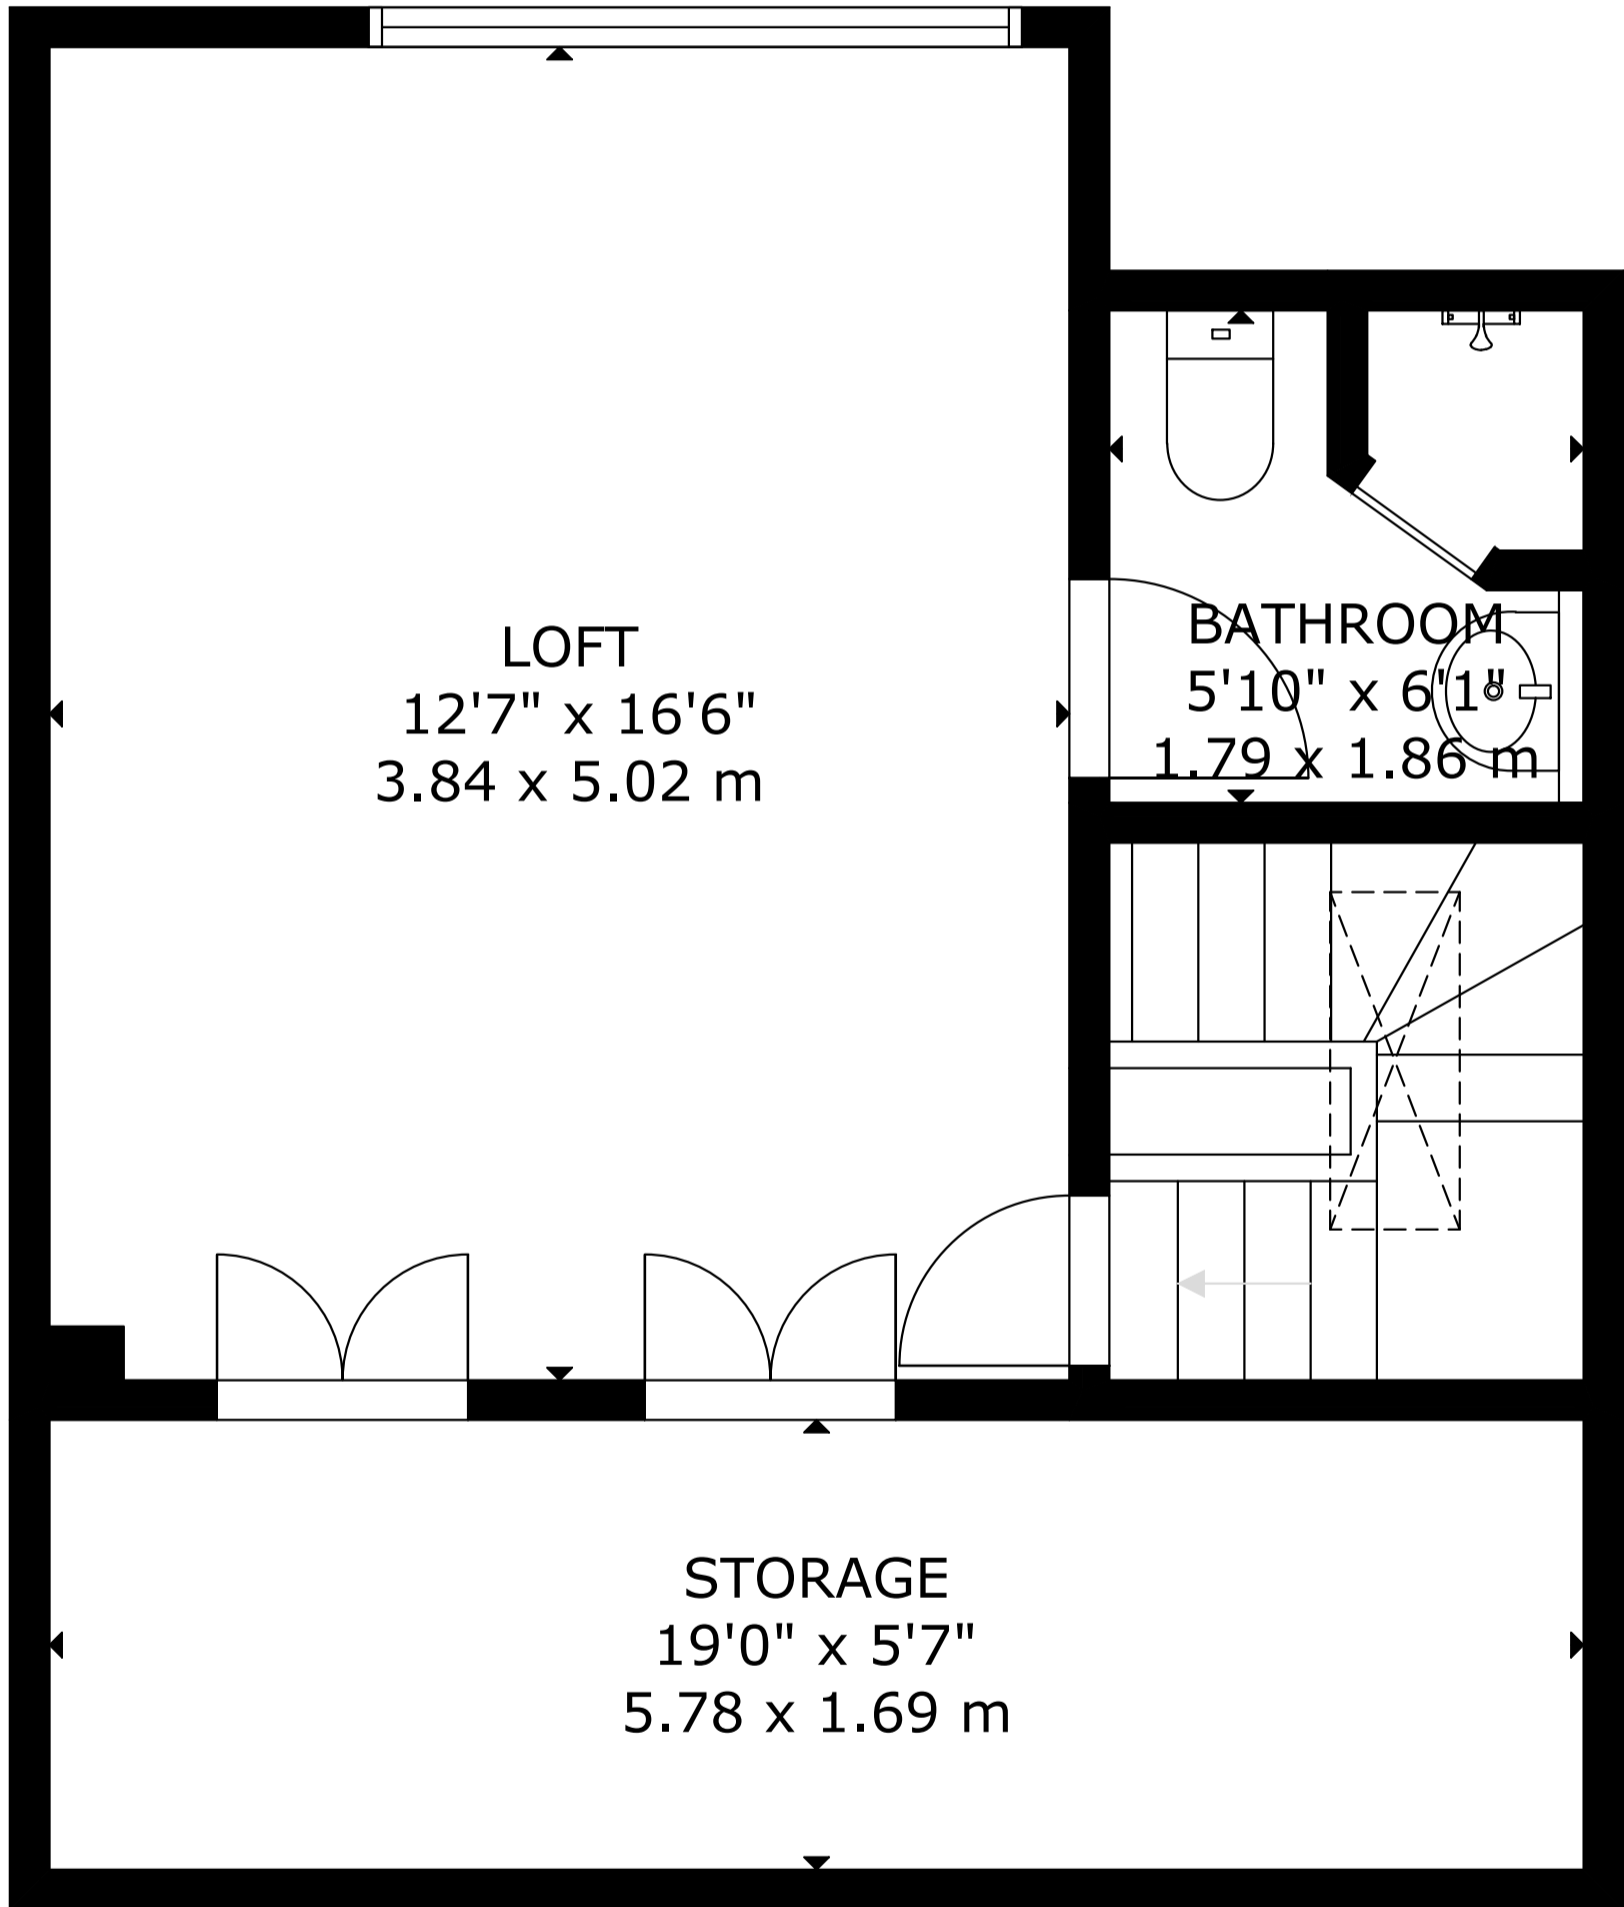 LOFT
12'7" x 16'6"
3.84 x 5.02 m
BATHROOM
5'10" x 6'1"
1.79 x 1.86 m
STORAGE
19'0" x 5'7"
5.78 x 1.69 m